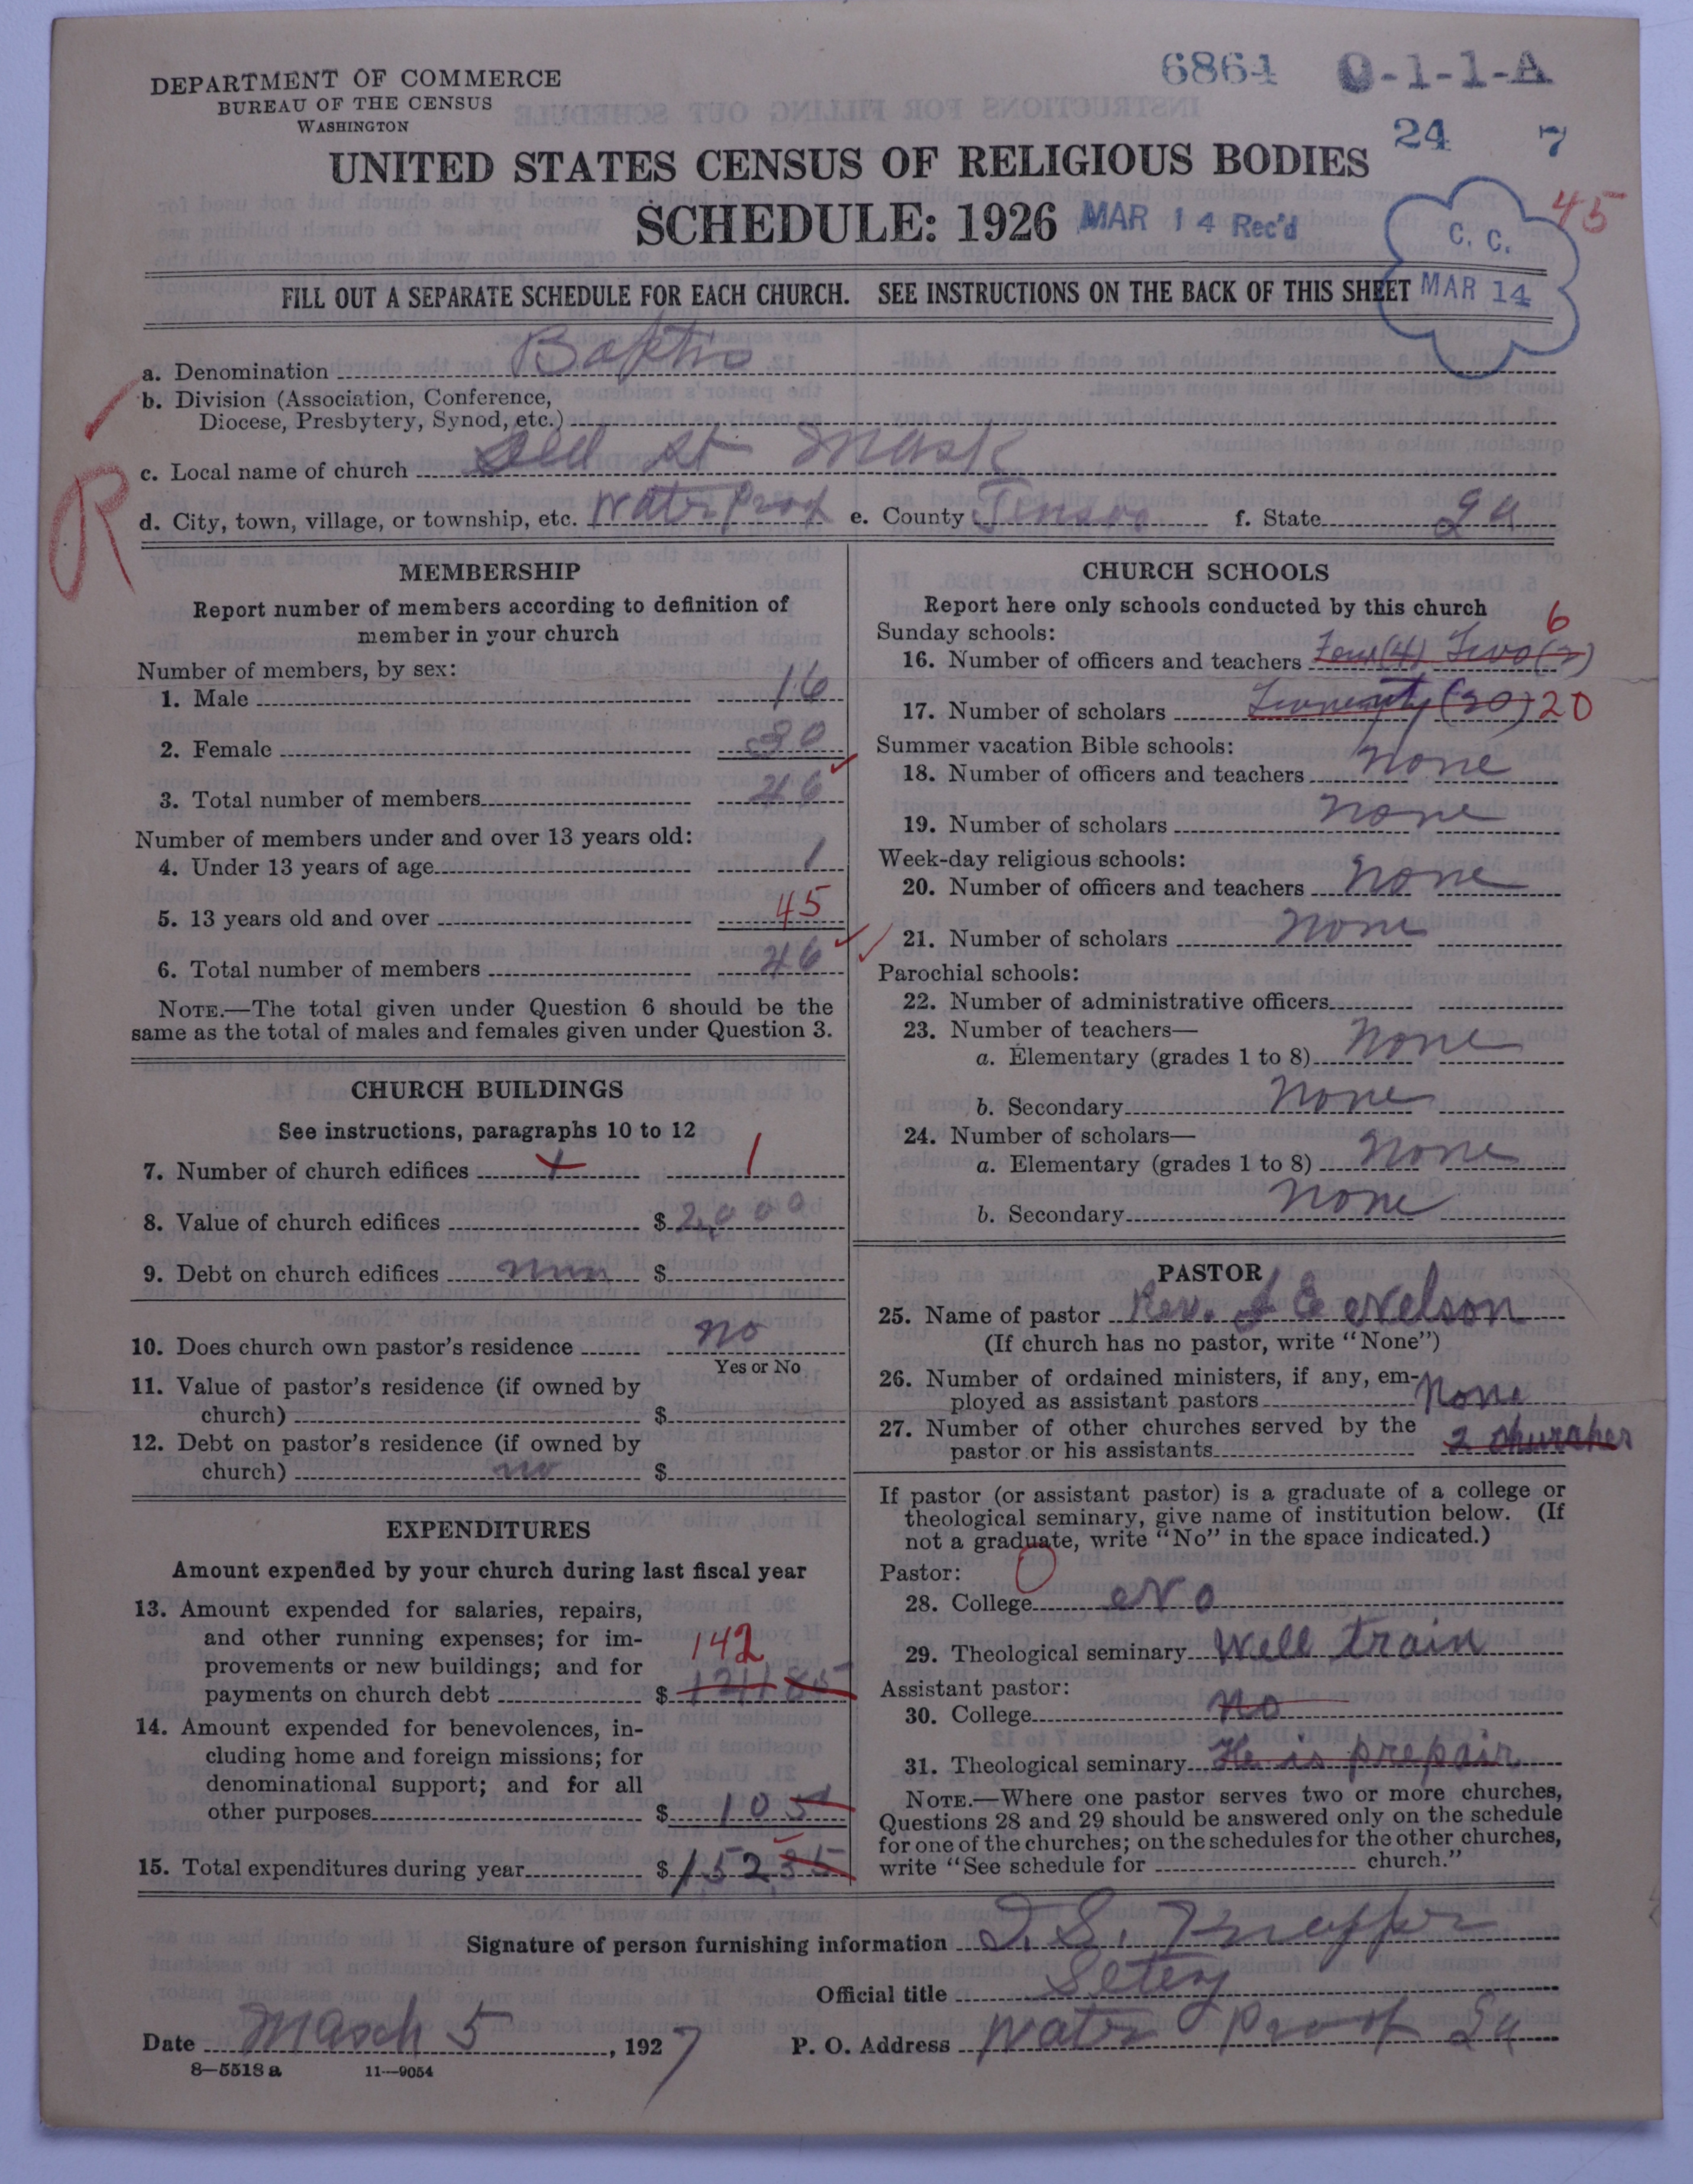 DEPARTMENT OF COMMERCE
BUREAU OF THE CENSUS
WASHINGTON
6864 0-1-1-A
24 7
UNITED STATES CENSUS OF RELIGIOUS BODIES
45
SCHEDULE: 1926 MAR 14 Rec'd
C. C.
MAR 14
FILL OUT A SEPARATE SCHEDULE FOR EACH CHURCH. SEE INSTRUCTIONS ON THE BACK OF THIS SHEET
a. Denomination
b. Division (Association, Conference,
Diocese, Presbytery, Synod, etc.)
c. Local name of church Old St Mark
R
d. City, town, village, or township, etc. Water Proof e. County Tensas f. State La
MEMBERSHIP
Report number of members according to definition of
member in your church
Number of members, by sex:
1. Male 16
2. Female 30
3. Total number of members 46
Number of members under and over 13 years old:
4. Under 13 years of age 1
5. 13 years old and over 45
6. Total number of members 46
NOTE.—The total given under Question 6 should be the
same as the total of males and females given under Question 3.
CHURCH BUILDINGS
See instructions, paragraphs 10 to 12
7. Number of church edifices 1 1
8. Value of church edifices $ 2,000
9. Debt on church edifices $
10. Does church own pastor's residence no
Yes or No
11. Value of pastor's residence (if owned by
church) $
12. Debt on pastor's residence (if owned by
church) no $
EXPENDITURES
Amount expended by your church during last fiscal year
13. Amount expended for salaries, repairs,
and other running expenses; for im-
provements or new buildings; and for
142
payments on church debt $
14. Amount expended for benevolences, in-
cluding home and foreign missions; for
denominational support; and for all
other purposes $ 10 5
15. Total expenditures during year $ 152,35
CHURCH SCHOOLS
Report here only schools conducted by this church
Sunday schools:
6
16. Number of officers and teachers Four (4) Two (2)
17. Number of scholars 20
Summer vacation Bible schools:
18. Number of officers and teachers None
19. Number of scholars None
Week-day religious schools:
20. Number of officers and teachers None
21. Number of scholars None
Parochial schools:
22. Number of administrative officers
23. Number of teachers—
a. Elementary (grades 1 to 8) None
b. Secondary None
24. Number of scholars—
a. Elementary (grades 1 to 8) None
b. Secondary None
PASTOR
25. Name of pastor Rev. J E Nelson
(If church has no pastor, write "None")
26. Number of ordained ministers, if any, em-
ployed as assistant pastors None
27. Number of other churches served by the
pastor or his assistants 2 churches
If pastor (or assistant pastor) is a graduate of a college or
theological seminary, give name of institution below. (If
not a graduate, write "No" in the space indicated.)
Pastor: 0
28. College No
29. Theological seminary Well train
Assistant pastor:
30. College No
31. Theological seminary He is prepair
NOTE.—Where one pastor serves two or more churches,
Questions 28 and 29 should be answered only on the schedule
for one of the churches; on the schedules for the other churches,
write "See schedule for church."
Signature of person furnishing information
Official title
Date March 5, 1927 P. O. Address Water Proof La
8—5518 a 11—9054